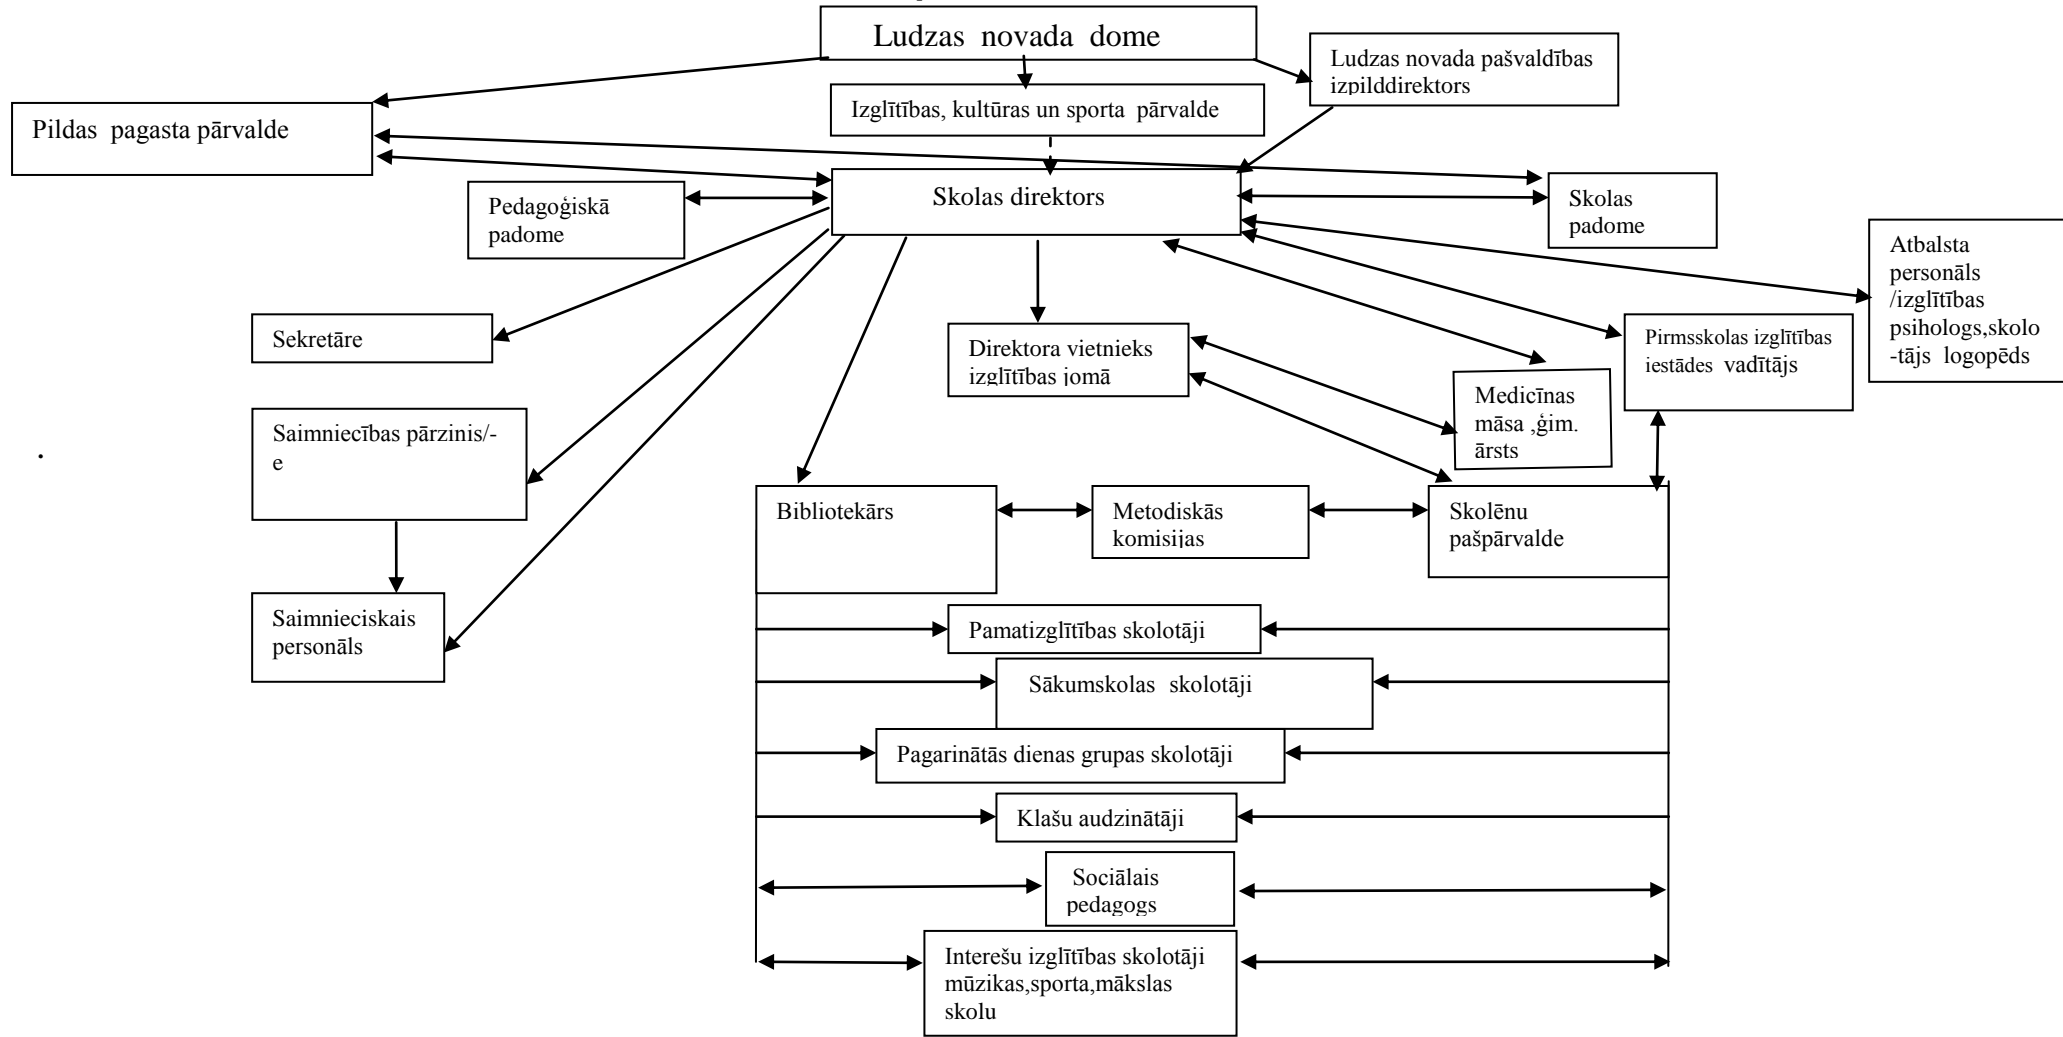 Ludzas novada dome
Ludzas novada pašvaldības
izpilddirektors
Pildas pagasta pārvalde
Izglītības, kultūras un sporta pārvalde
Pedagoģiskā
padome
Skolas direktors
Skolas
padome
Atbalsta
personāls
/izglītības
psihologs,skolo
-tājs logopēds
Sekretāre
Direktora vietnieks
izglītības jomā
Pirmsskolas izglītības
iestādes vadītājs
Medicīnas
māsa ,ģim.
ārsts
Saimniecības pārzinis/-
e
.
Bibliotekārs
Metodiskās
komisijas
Skolēnu
pašpārvalde
Saimnieciskais
personāls
Pamatizglītības skolotāji
Sākumskolas skolotāji
Pagarinātās dienas grupas skolotāji
Klašu audzinātāji
Sociālais
pedagogs
Interešu izglītības skolotāji
mūzikas,sporta,mākslas
skolu